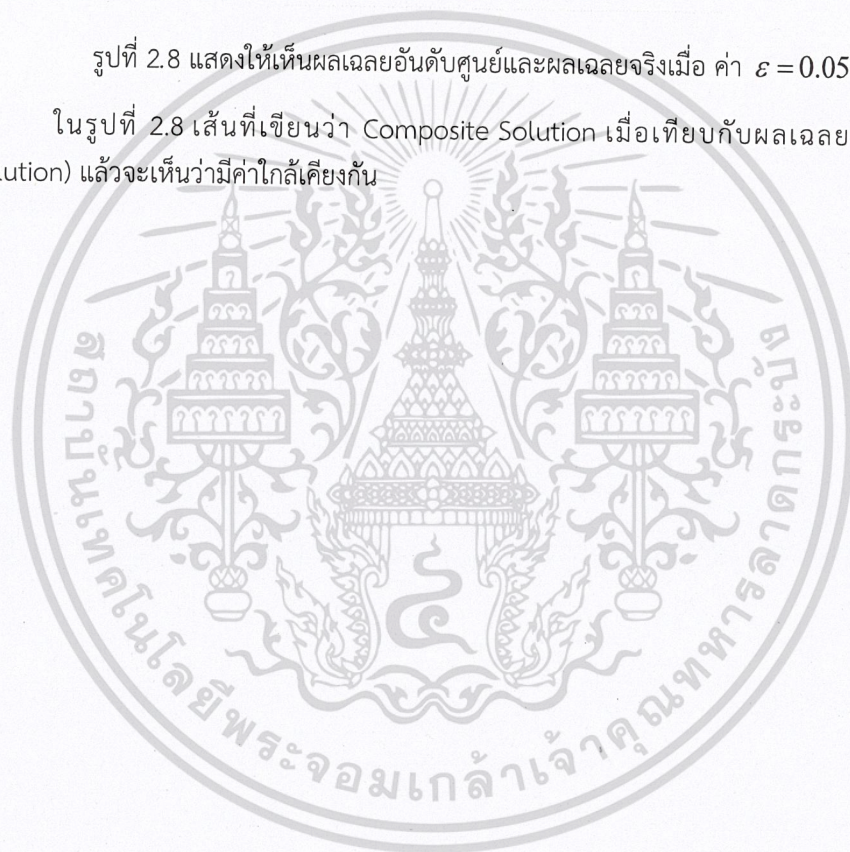 รูปที่ 2.8 แสดงให้เห็นผลเฉลยอันดับศูนย์และผลเฉลยจริงเมื่อ ค่า ε = 0.05
ในรูปที่ 2.8 เส้นที่เขียนว่า Composite Solution เมื่อเทียบกับผลเฉลย
lution) แล้วจะเห็นว่ามีค่าใกล้เคียงกัน
๔
สถาบันเทคโนโลยีพระจอมเกล้าเจ้าคุณทหารลาดกระบัง